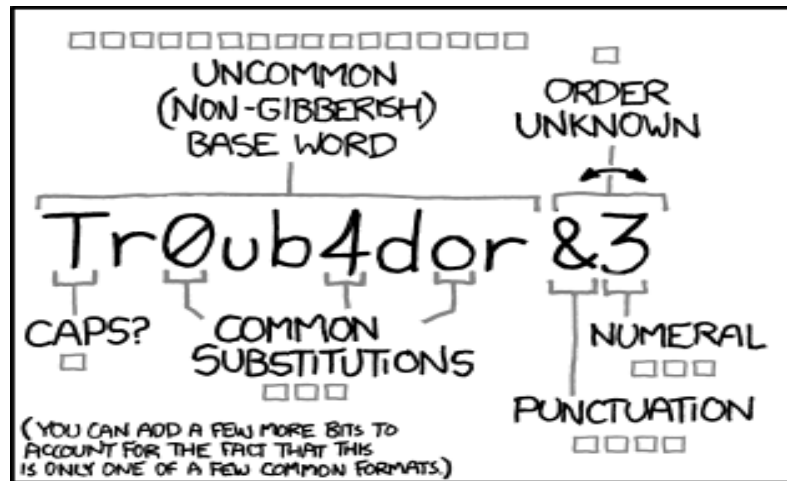 UNCOMMON
(NON-GIBBERISH)
BASE WORD
ORDER
UNKNOWN
Tr0ub4dor &3
CAPS?
COMMON
SUBSTITUTIONS
NUMERAL
PUNCTUATION
(YOU CAN ADD A FEW MORE BITS TO
ACCOUNT FOR THE FACT THAT THIS
IS ONLY ONE OF A FEW COMMON FORMATS.)